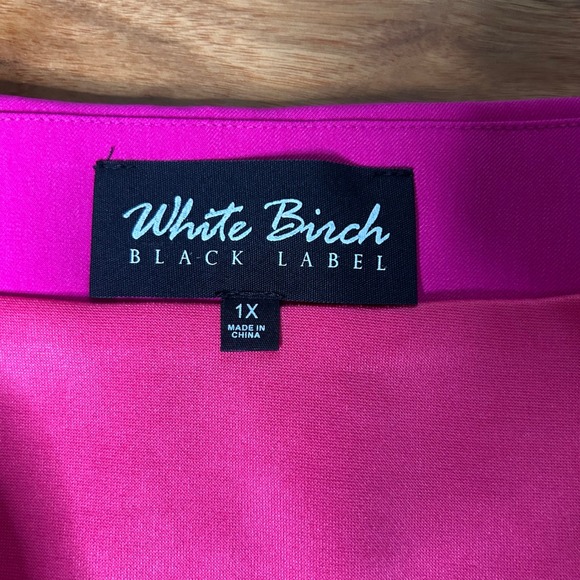 White Birch
BLACK LABEL
1X
MADE IN
CHINA